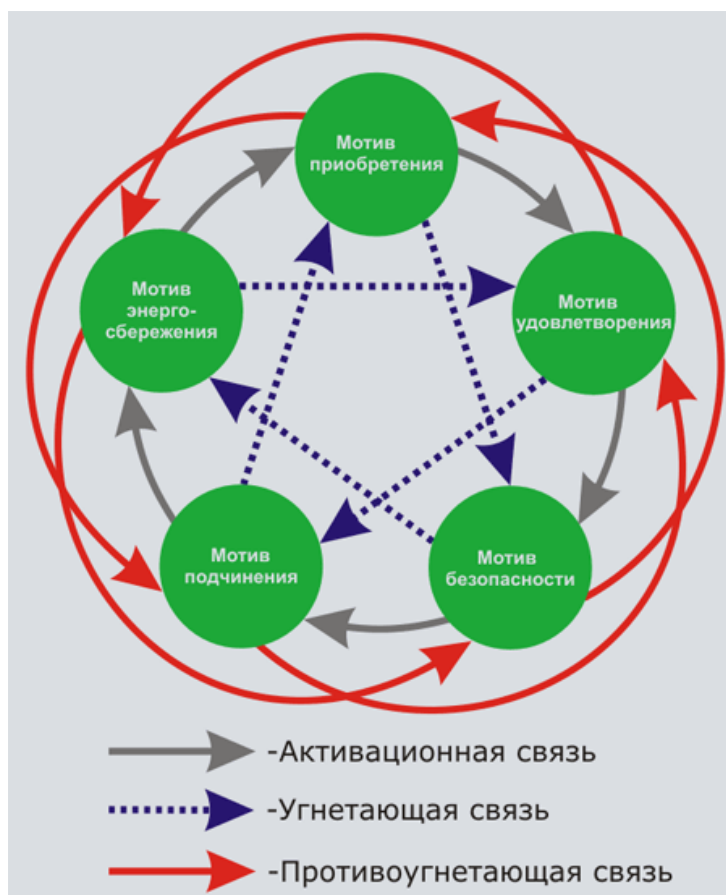 Мотив
приобретения
Мотив
энерго-
сбережения
Мотив
удовлетворения
Мотив
подчинения
Мотив
безопасности
-Активационная связь
-Угнетающая связь
-Противоугнетающая связь